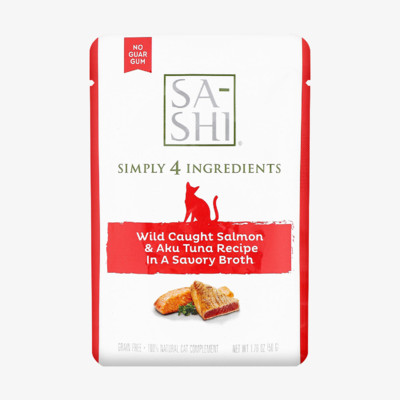 NO
GUAR
GUM
SA-
SHI®
SIMPLY 4 INGREDIENTS
Wild Caught Salmon
& Aku Tuna Recipe
In A Savory Broth
GRAIN FREE • 100% NATURAL CAT COMPLEMENT NET WT 1.76 OZ (50 G)